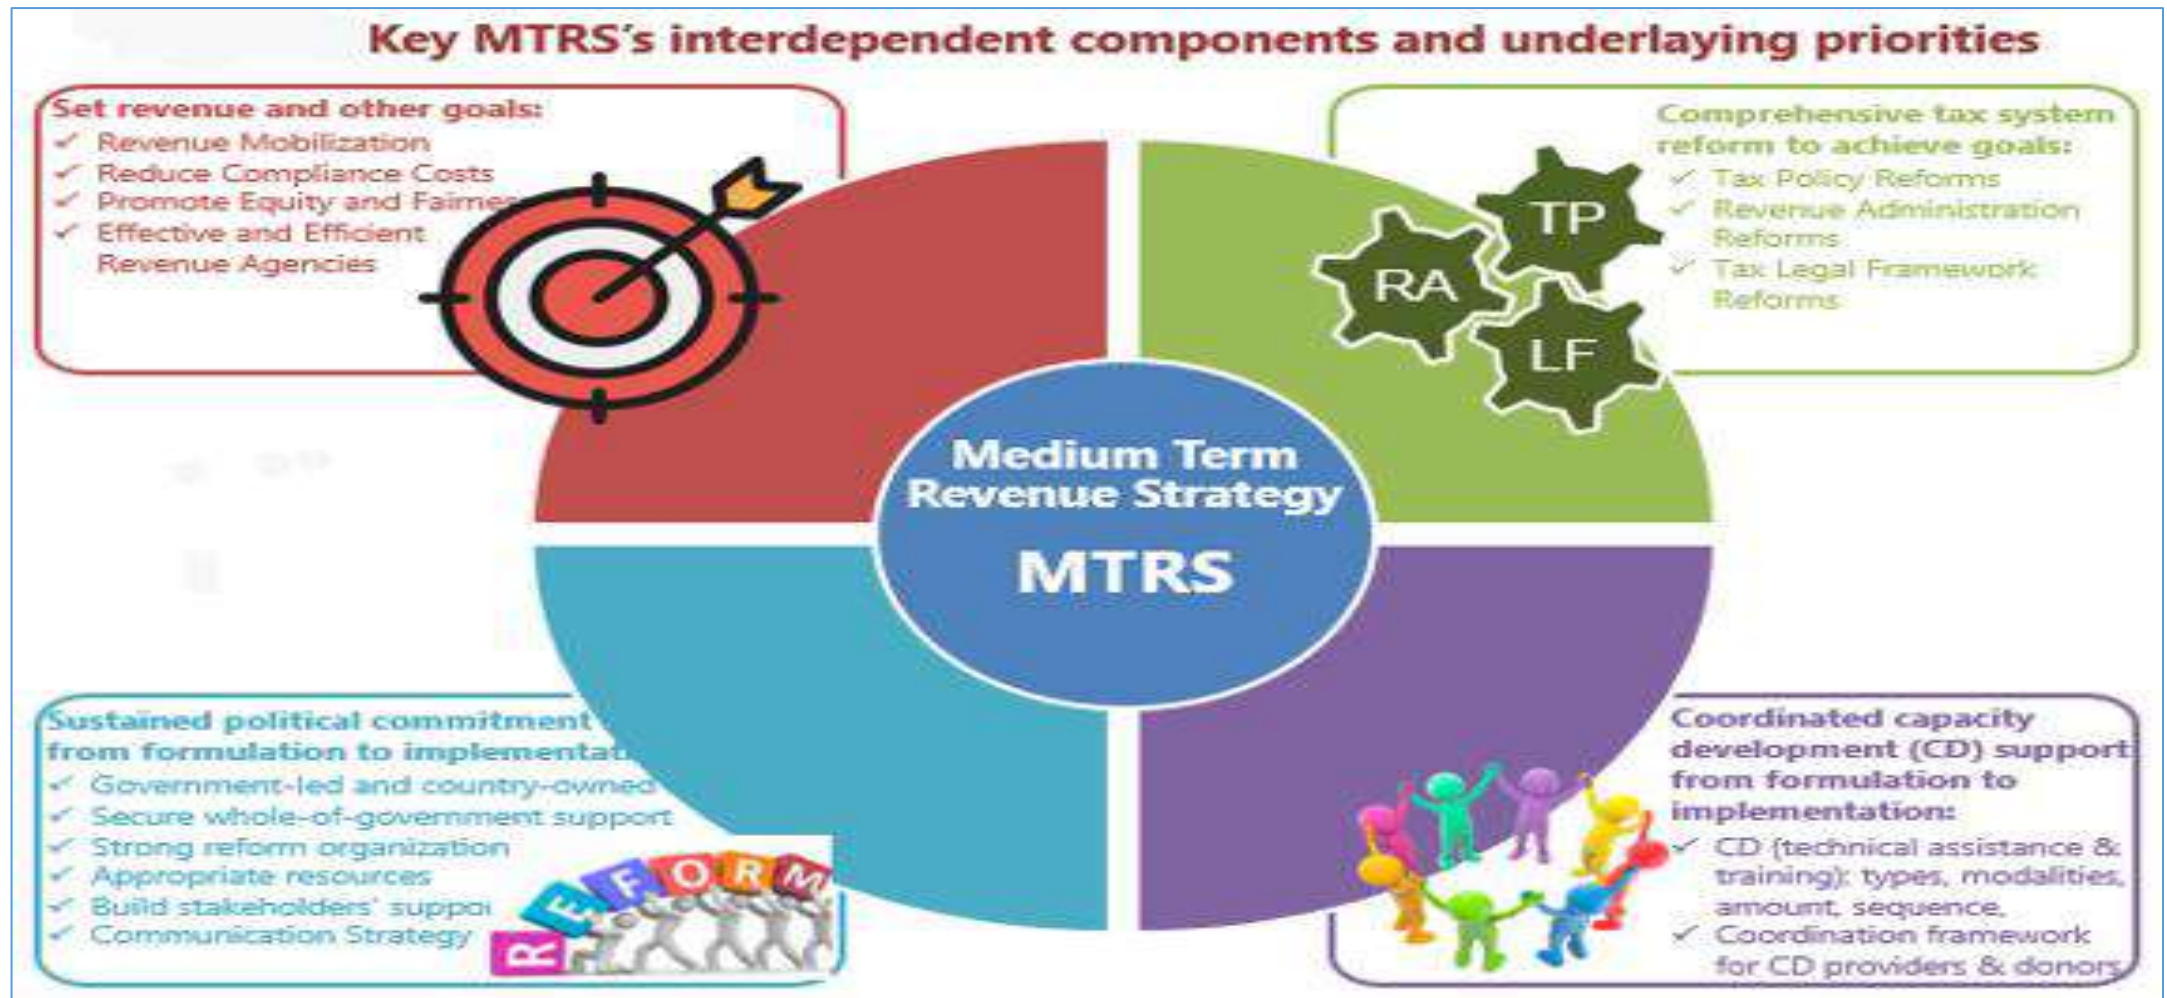 Key MTRS’s interdependent components and underlaying priorities
Set revenue and other goals:
✓ Revenue Mobilization
✓ Reduce Compliance Costs
✓ Promote Equity and Fairnes
✓ Effective and Efficient
Revenue Agencies
Comprehensive tax system
reform to achieve goals:
✓ Tax Policy Reforms
✓ Revenue Administration
Reforms
✓ Tax Legal Framework
Reforms
TP
RA
LF
Medium Term
Revenue Strategy
MTRS
Sustained political commitment
from formulation to implementati
✓ Government-led and country-owned
✓ Secure whole-of-government support
✓ Strong reform organization
✓ Appropriate resources
✓ Build stakeholders' suppor
✓ Communication Strategy
REFORM
Coordinated capacity
development (CD) support
from formulation to
implementation:
✓ CD (technical assistance &
training): types, modalities,
amount, sequence,
✓ Coordination framework
for CD providers & donors